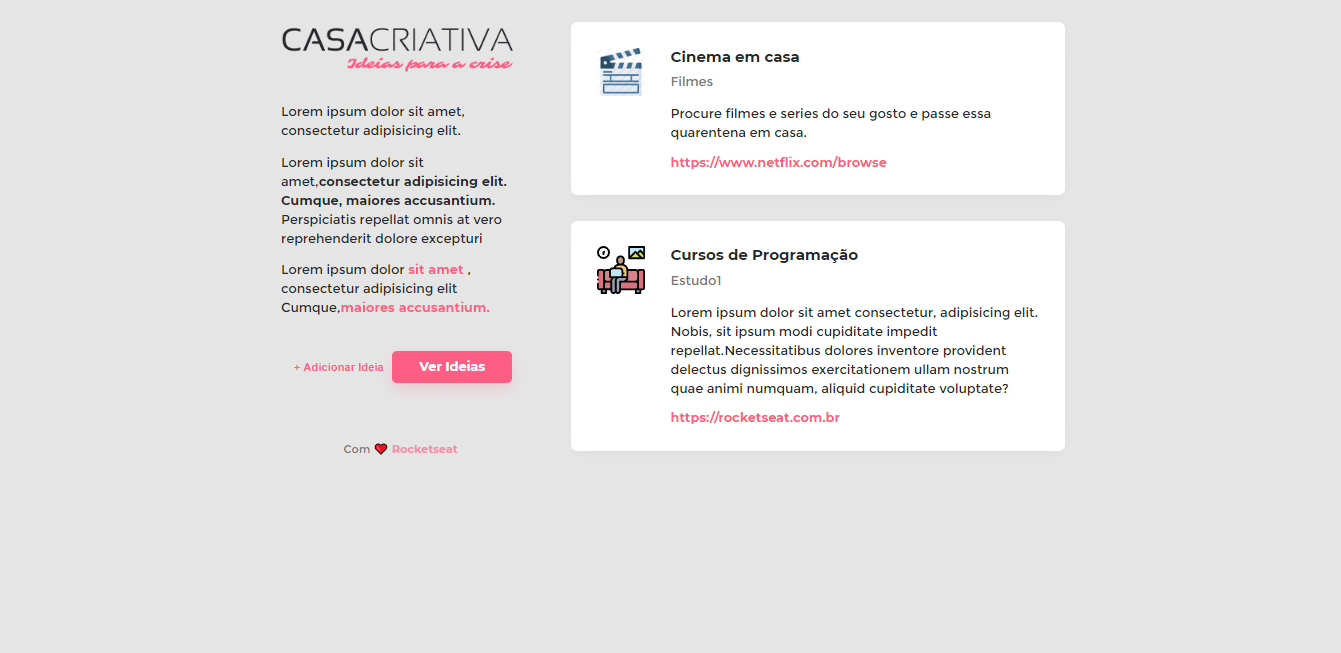 CASACRIATIVA
Ideias para a crise
Lorem ipsum dolor sit amet,
consectetur adipisicing elit.
Lorem ipsum dolor sit
amet,consectetur adipisicing elit.
Cumque, maiores accusantium.
Perspiciatis repellat omnis at vero
reprehenderit dolore excepturi
Lorem ipsum dolor sit amet ,
consectetur adipisicing elit
Cumque,maiores accusantium.
+ Adicionar Ideia
Ver Ideias
Com Rocketseat
Cinema em casa
Filmes
Procure filmes e series do seu gosto e passe essa
quarentena em casa.
https://www.netflix.com/browse
Cursos de Programação
Estudo1
Lorem ipsum dolor sit amet consectetur, adipisicing elit.
Nobis, sit ipsum modi cupiditate impedit
repellat.Necessitatibus dolores inventore provident
delectus dignissimos exercitationem ullam nostrum
quae animi numquam, aliquid cupiditate voluptate?
https://rocketseat.com.br